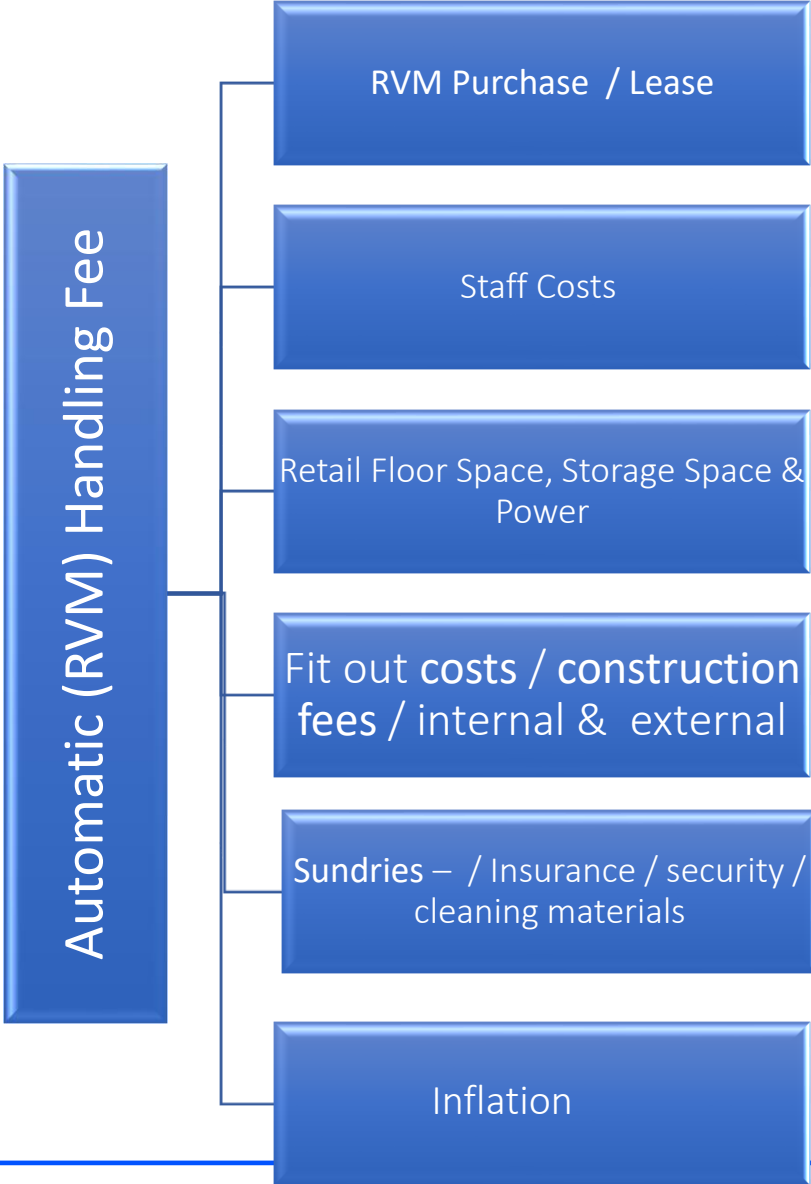 Automatic (RVM) Handling Fee
RVM Purchase / Lease
Staff Costs
Retail Floor Space, Storage Space &
Power
Fit out costs / construction
fees / internal & external
Sundries – / Insurance / security /
cleaning materials
Inflation